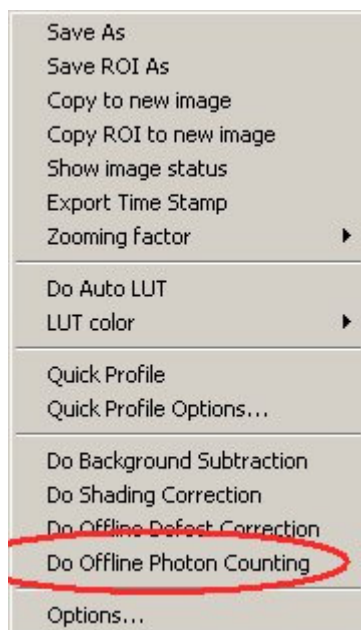 Save As
Save ROI As
Copy to new image
Copy ROI to new image
Show image status
Export Time Stamp
Zooming factor
Do Auto LUT
LUT color
Quick Profile
Quick Profile Options...
Do Background Subtraction
Do Shading Correction
Do Offline Defect Correction
Do Offline Photon Counting
Options...